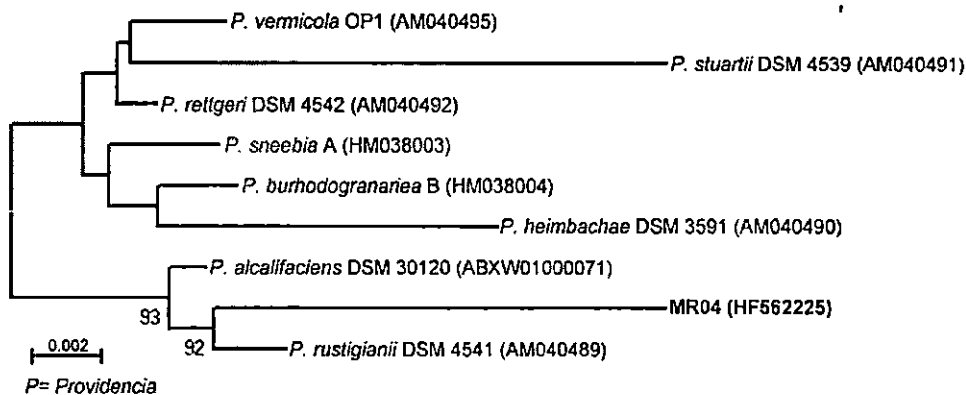 P. vermicola OP1 (AM040495)
P. stuartii DSM 4539 (AM040491)
P. rettgeri DSM 4542 (AM040492)
P. sneebia A (HM038003)
P. burhodogranariea B (HM038004)
P. heimbachae DSM 3591 (AM040490)
P. alcalifaciens DSM 30120 (ABXW01000071)
93
MR04 (HF562225)
92
P. rustigianii DSM 4541 (AM040489)
0.002
P= Providencia